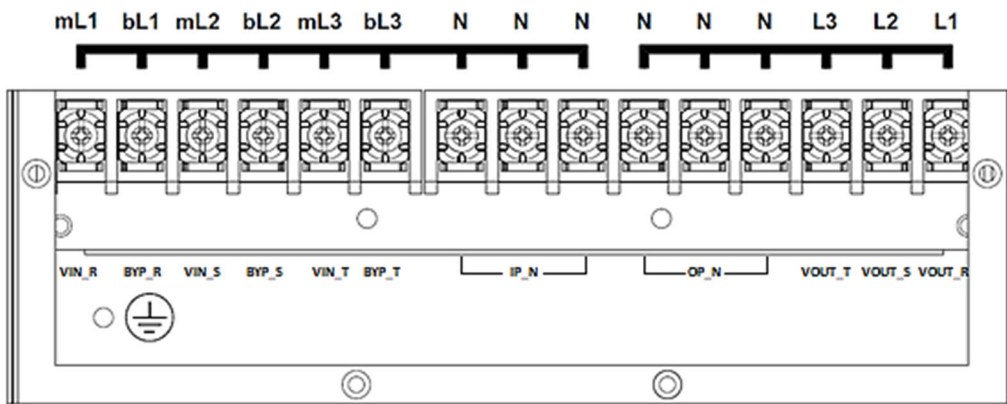 mL1 bL1 mL2 bL2 mL3 bL3 N N N N N N L3 L2 L1
VIN_R BYP_R VIN_S BYP_S VIN_T BYP_T IP_N OP_N VOUT_T VOUT_S VOUT_R